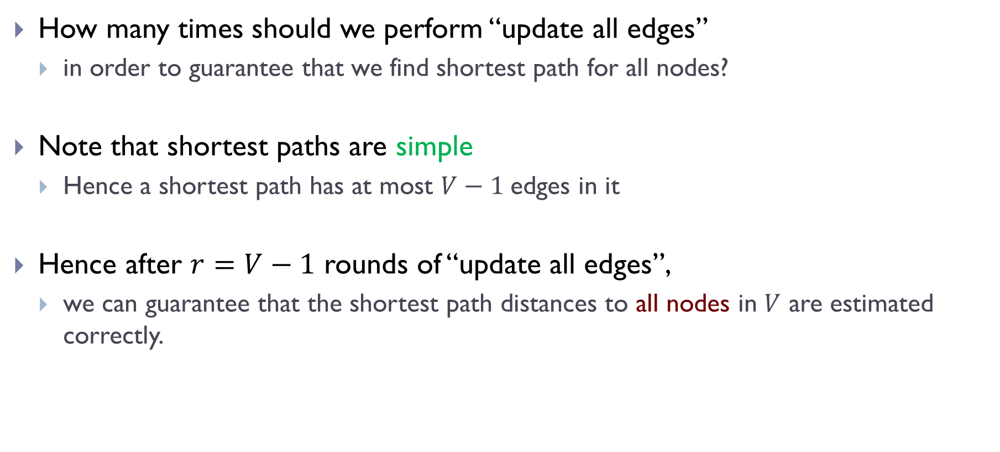 How many times should we perform “update all edges”
in order to guarantee that we find shortest path for all nodes?
Note that shortest paths are simple
Hence a shortest path has at most V − 1 edges in it
Hence after r = V − 1 rounds of “update all edges”,
we can guarantee that the shortest path distances to all nodes in V are estimated
correctly.